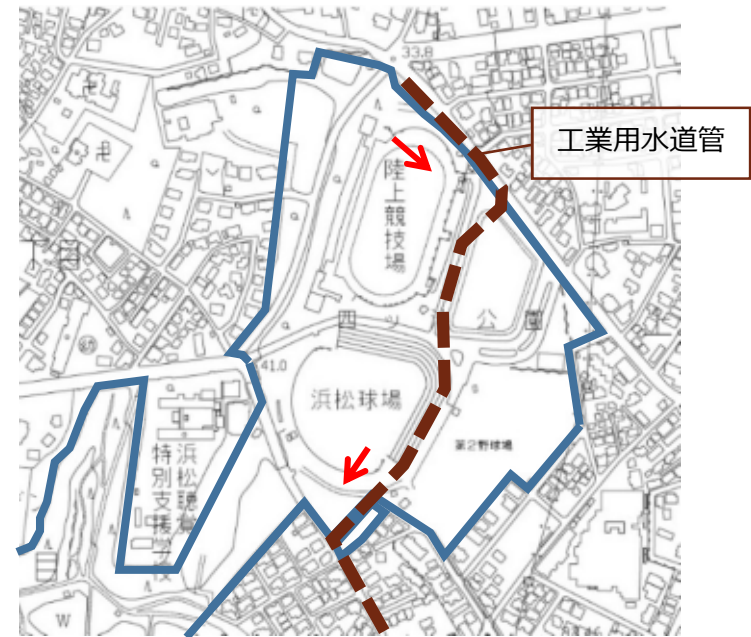 33.8
工業用水道管
陸上競技場
四ッ池公園
41.0
浜松球場
第2野球場
浜松聴覚
特別支援学校
W